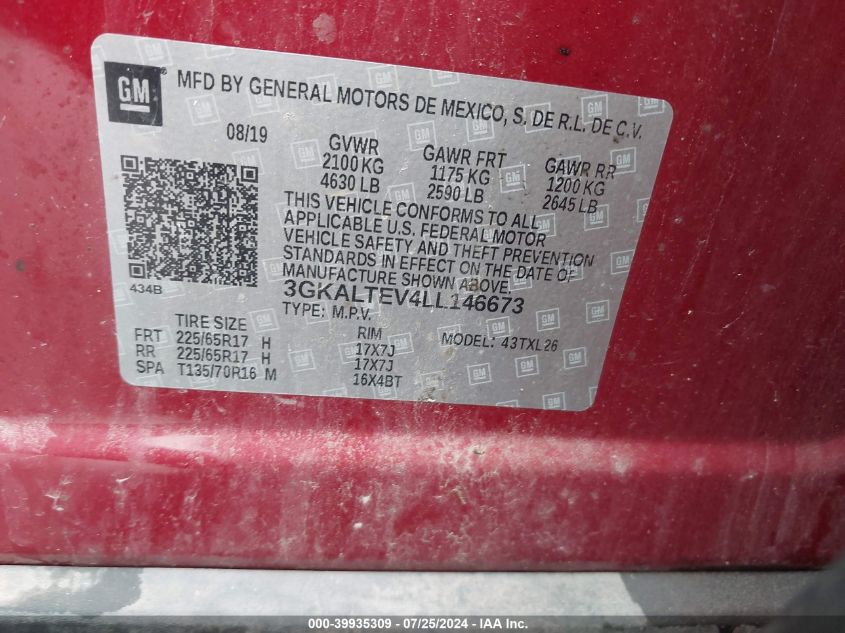 GM
MFD BY GENERAL MOTORS DE MEXICO, S. DE R.L. DE C.V.
08/19
GVWR
2100 KG
4630 LB
GAWR FRT
1175 KG
2590 LB
GAWR RR
1200 KG
2645 LB
THIS VEHICLE CONFORMS TO ALL
APPLICABLE U.S. FEDERAL MOTOR
VEHICLE SAFETY AND THEFT PREVENTION
STANDARDS IN EFFECT ON THE DATE OF
MANUFACTURE SHOWN ABOVE.
434B
3GKALTEV4LL146673
TYPE: M.P.V.
MODEL: 43TXL26
TIRE SIZE
RIM
FRT 225/65R17 H 17X7J
RR 225/65R17 H 17X7J
SPA T135/70R16 M 16X4BT
000-39935309 - 07/25/2024 - IAA Inc.